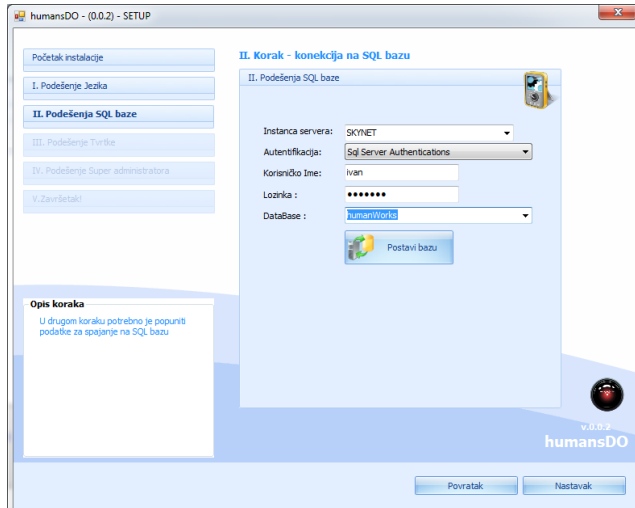 humansDO - (0.0.2) - SETUP
Početak instalacije
I. Podešenje Jezika
II. Podešenja SQL baze
III. Podešenje Tvrtke
IV. Podešenje Super administratora
V.Završetak!
Opis koraka
U drugom koraku potrebno je popuniti
podatke za spajanje na SQL bazu
II. Korak - konekcija na SQL bazu
II. Podešenja SQL baze
Instanca servera: SKYNET
Autentifikacija: Sql Server Authentications
Korisničko Ime: ivan
Lozinka : •••••••
DataBase : humanWorks
Postavi bazu
v.0.0.2
humansDO
Povratak Nastavak